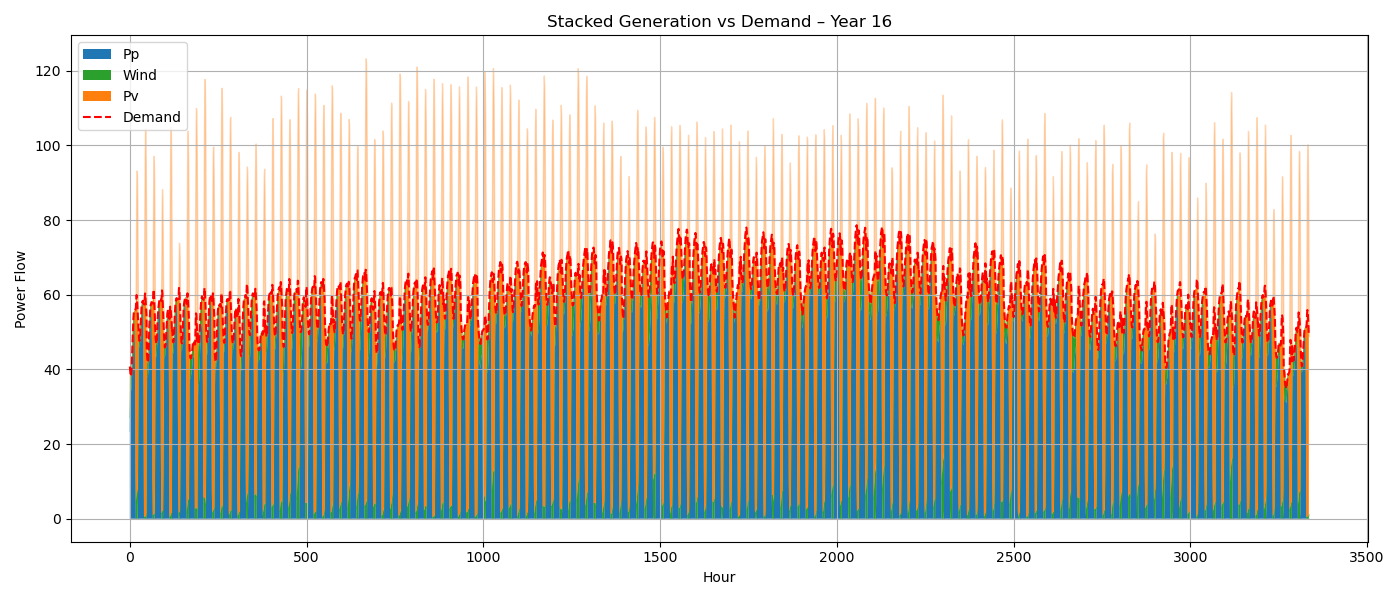 Stacked Generation vs Demand – Year 16
Pp
Wind
Pv
Demand
Power Flow
120
100
80
60
40
20
0
0 500 1000 1500 2000 2500 3000 3500
Hour